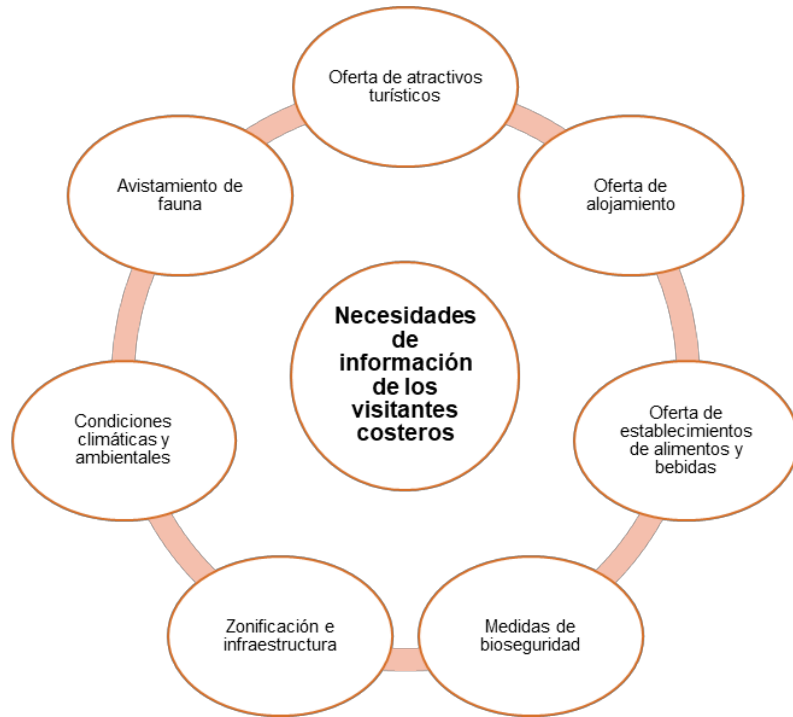 Oferta de atractivos
turísticos
Oferta de
alojamiento
Oferta de
establecimientos
de alimentos y
bebidas
Medidas de
bioseguridad
Zonificación e
infraestructura
Condiciones
climáticas y
ambientales
Avistamiento de
fauna
Necesidades
de
información
de los
visitantes
costeros